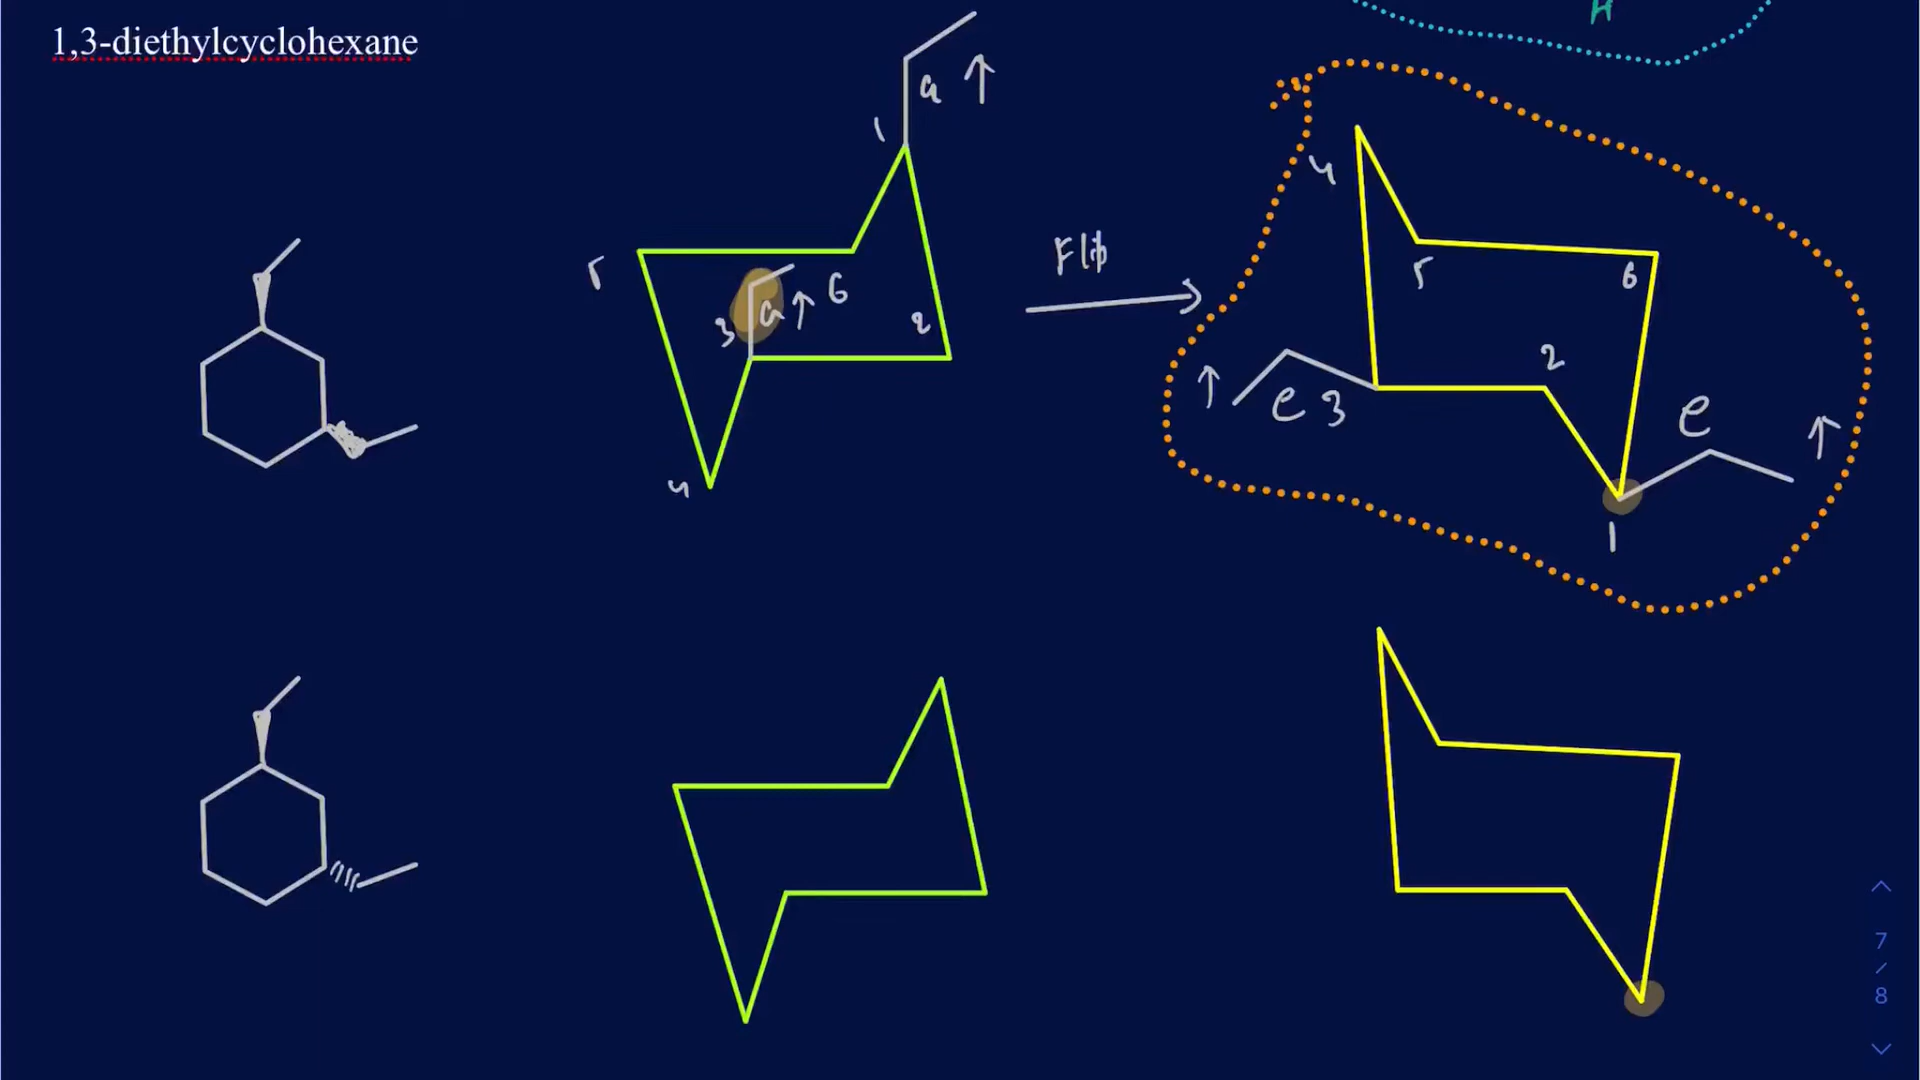 1,3-diethylcyclohexane
H
a ↑
1
5
3 a ↑ 6
2
4
Flip
4
5
6
2
↑ e 3
e ↑
1
7
/
8